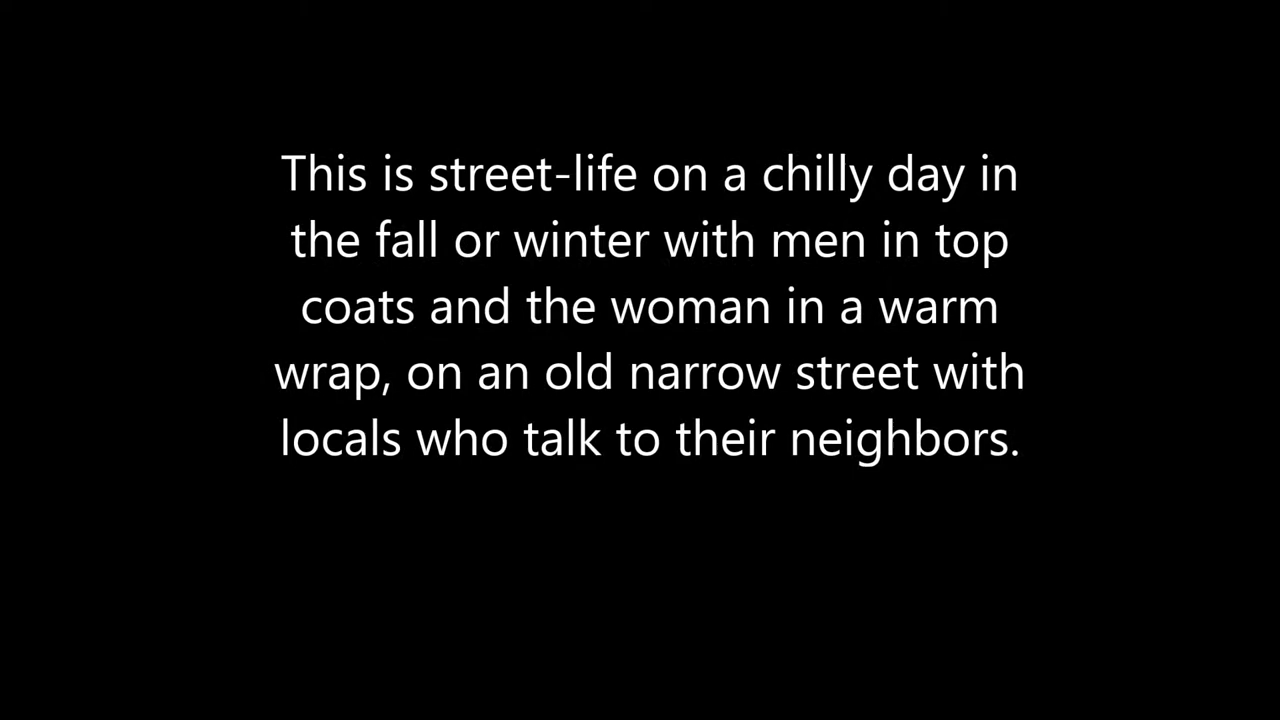 This is street-life on a chilly day in
the fall or winter with men in top
coats and the woman in a warm
wrap, on an old narrow street with
locals who talk to their neighbors.